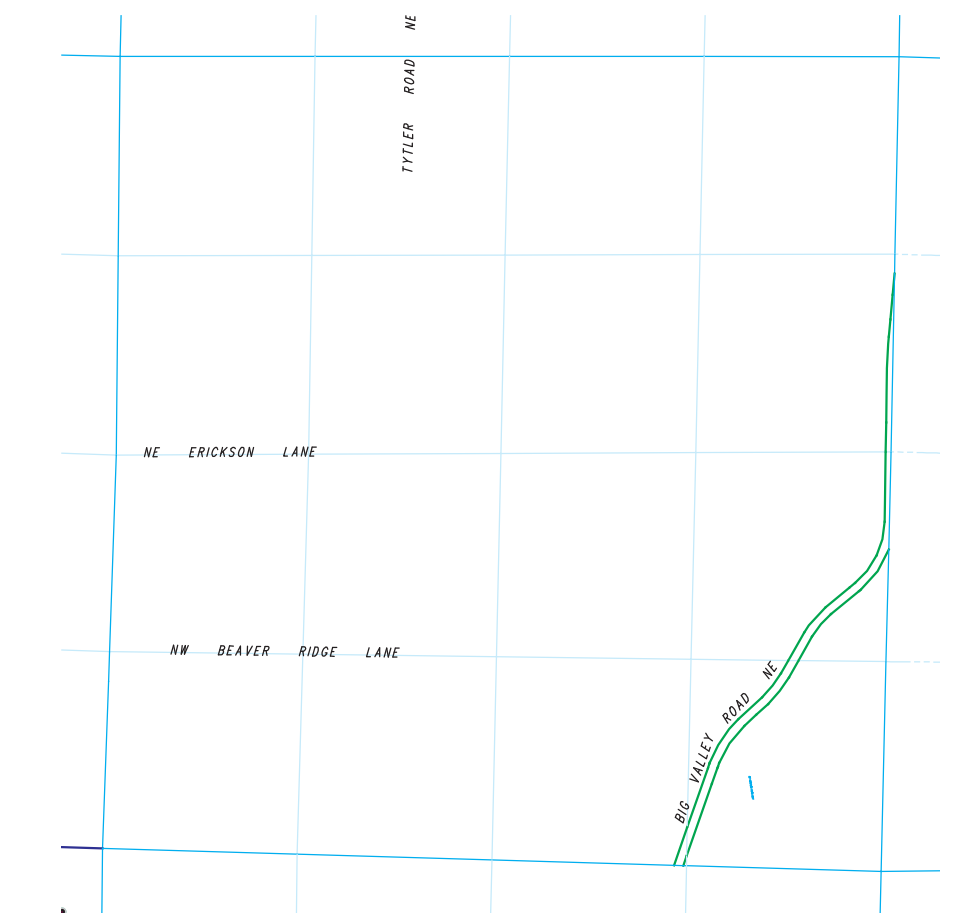 TYTLER ROAD NE
NE ERICKSON LANE
NW BEAVER RIDGE LANE
BIG VALLEY ROAD NE